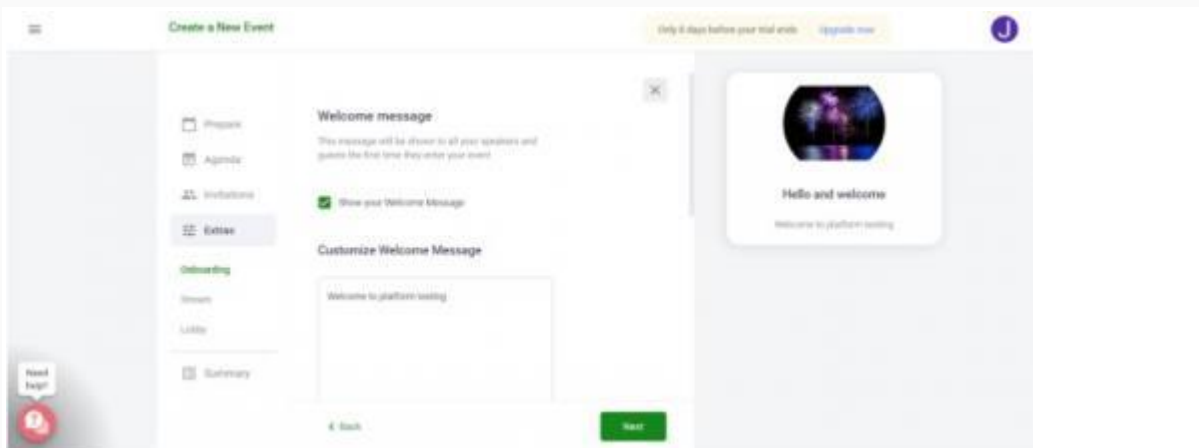 Create a New Event
Only 8 days before your trial ends
Upgrade now
J
Prepare
Agenda
Invitations
Extras
Onboarding
Stream
Lobby
Summary
Need
help?
Welcome message
This message will be shown to all your speakers and
guests the first time they enter your event
Show your Welcome Message
Customize Welcome Message
Welcome to platform testing
Back
Next
Hello and welcome
Welcome to platform testing